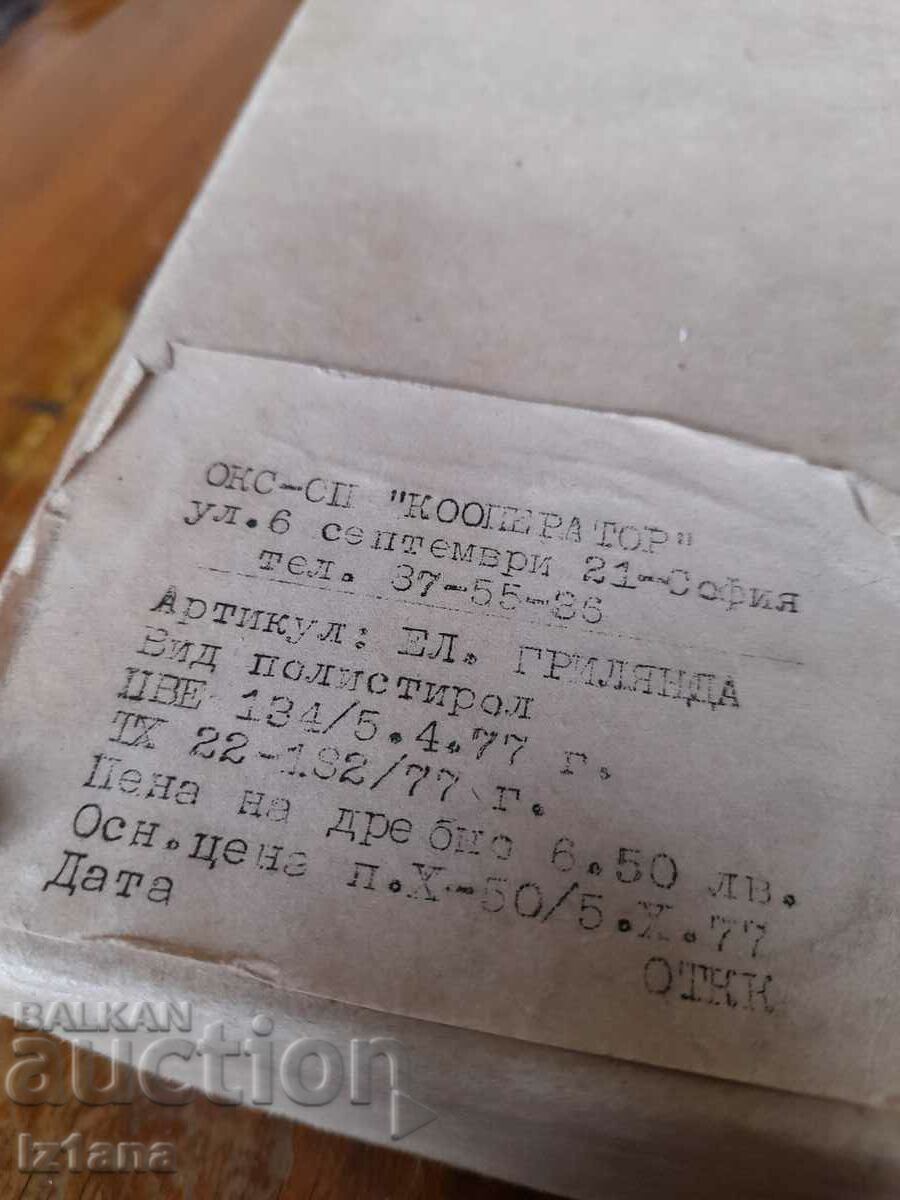 ОКС-СП "КООПЕРАТОР"
ул.6 септември 21-София
тел. 37-55-86
Артикул: ЕЛ. ГРИЛЯНДА
Вид полистирол
ЦВЕ 134/5.4.77 г.
ТХ 22-182/77 г.
Цена на дребно 6.50 лв.
Осн.цена п.Х-50/5.Х.77
Дата
ОТКК
BALKAN
auction
Iz1ana